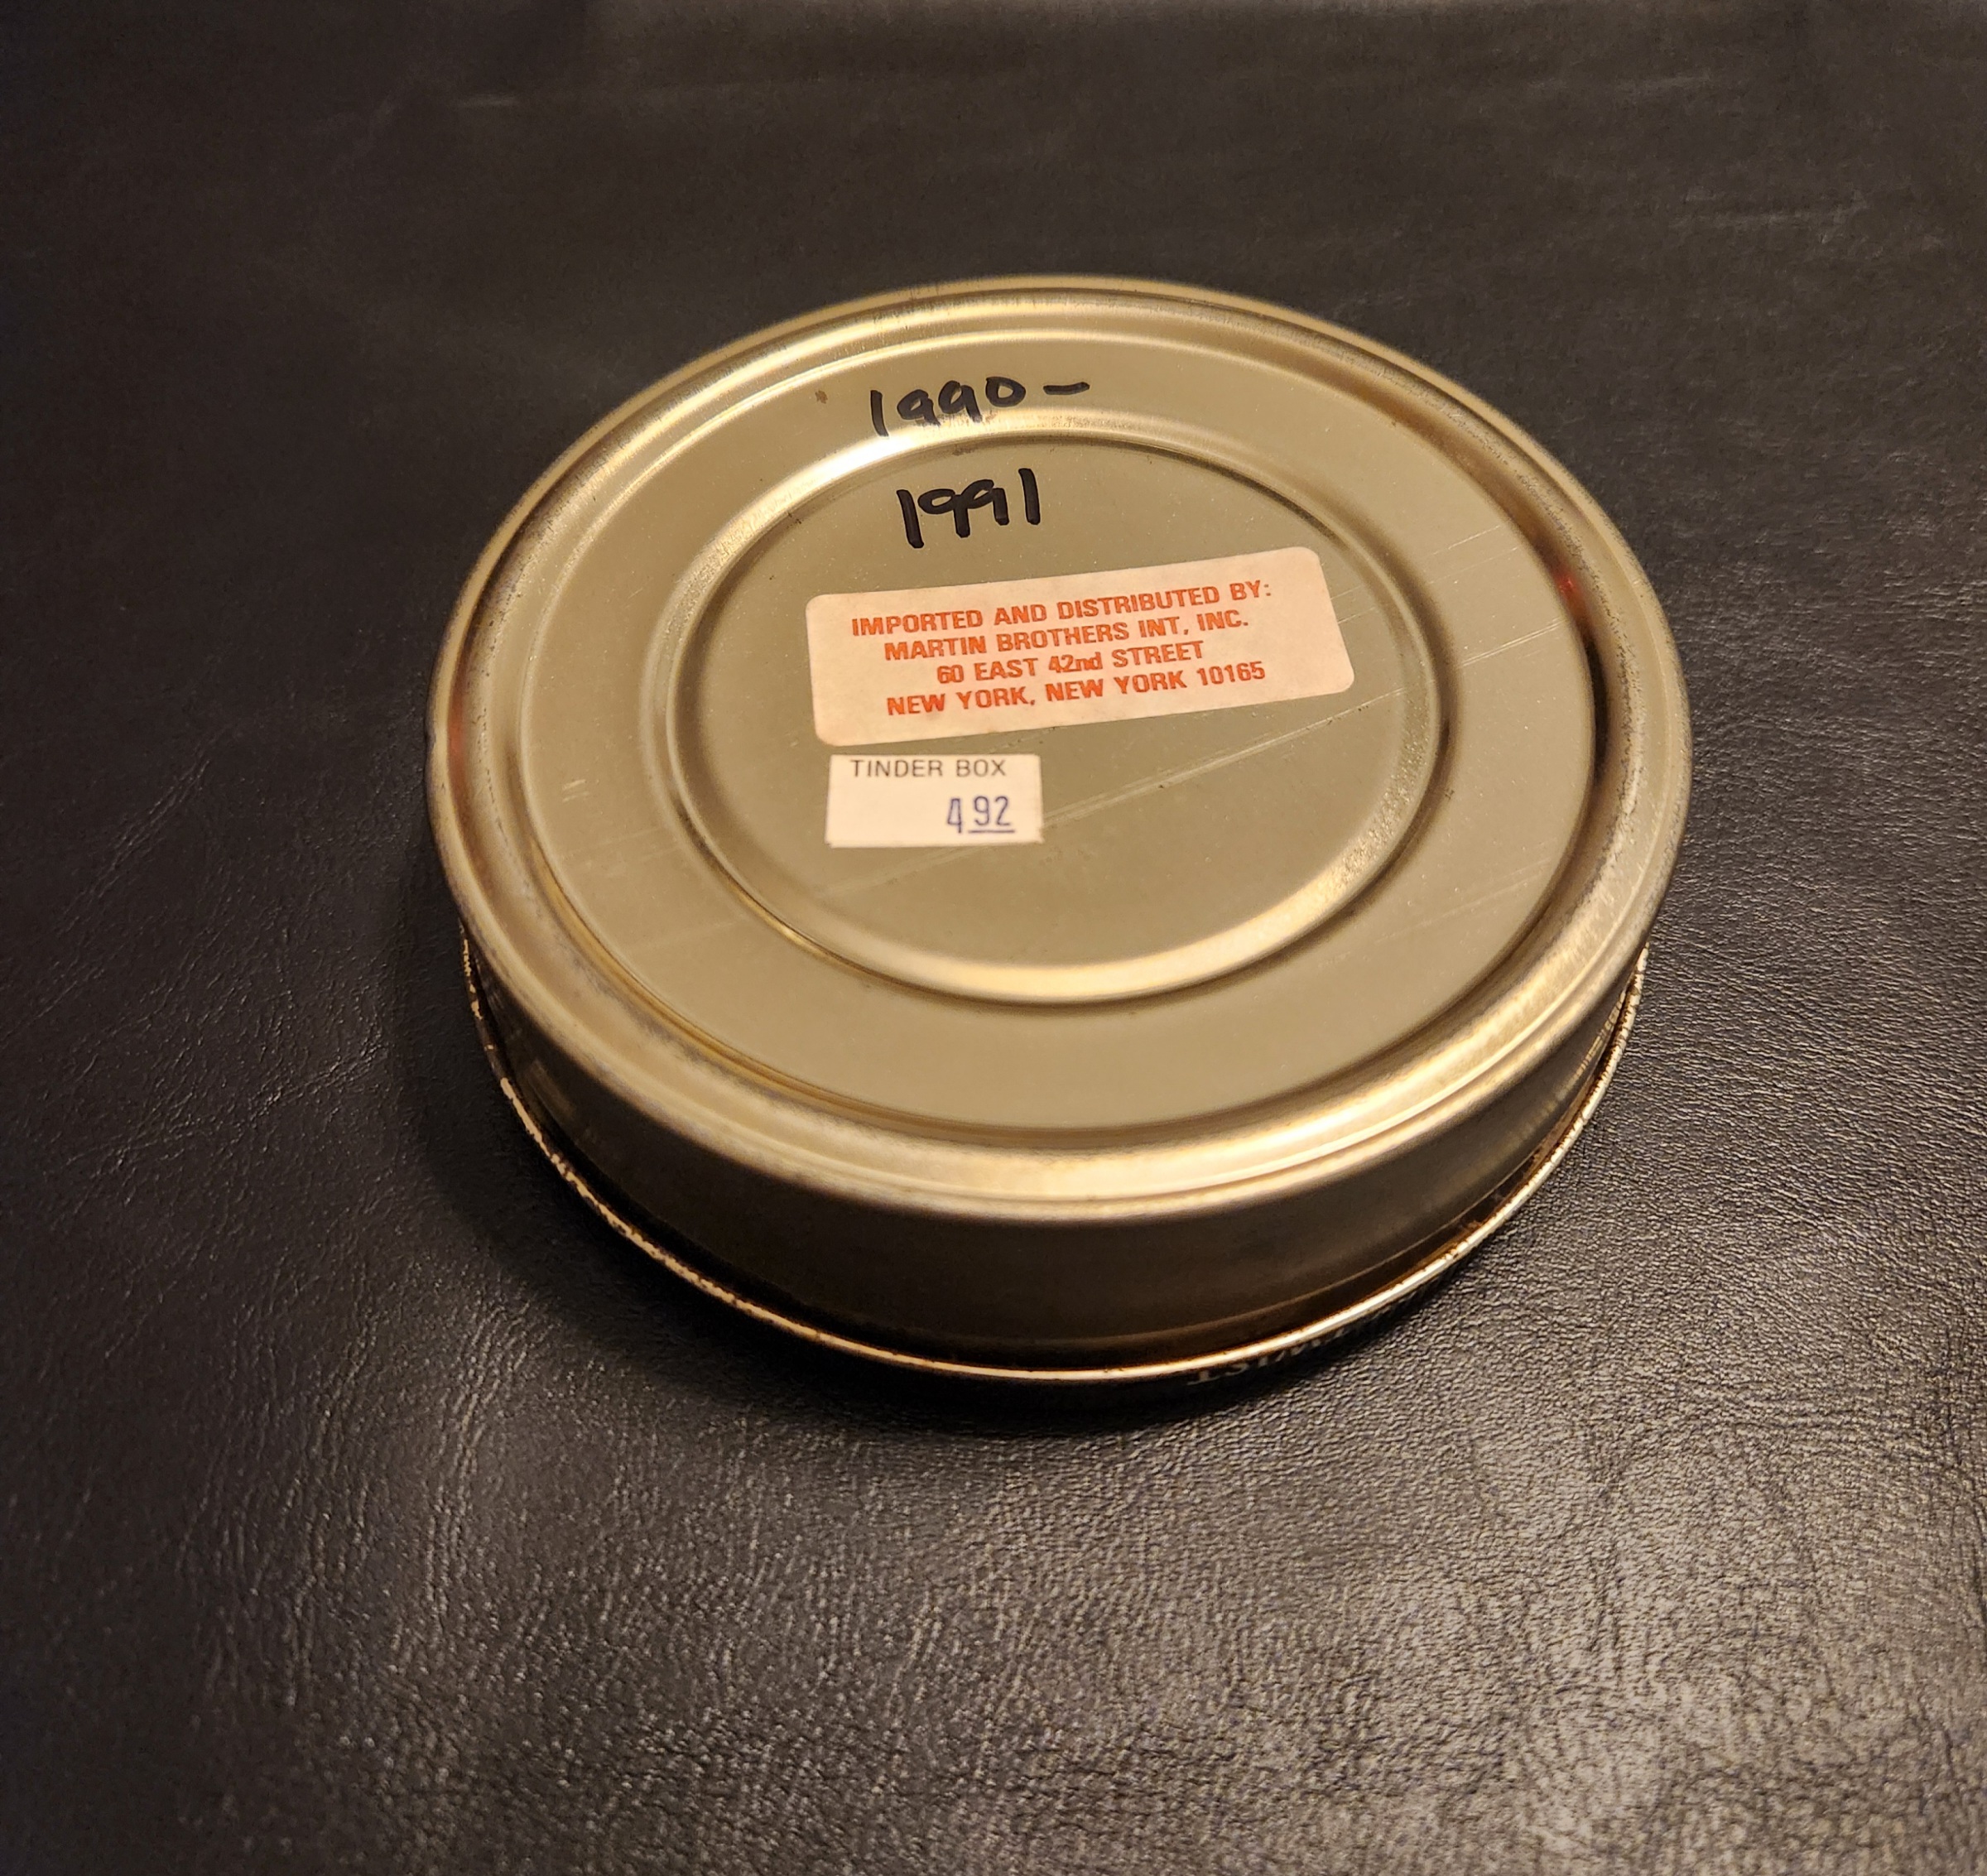 1990-
1991
IMPORTED AND DISTRIBUTED BY:
MARTIN BROTHERS INT, INC.
60 EAST 42nd STREET
NEW YORK, NEW YORK 10165
TINDER BOX
492